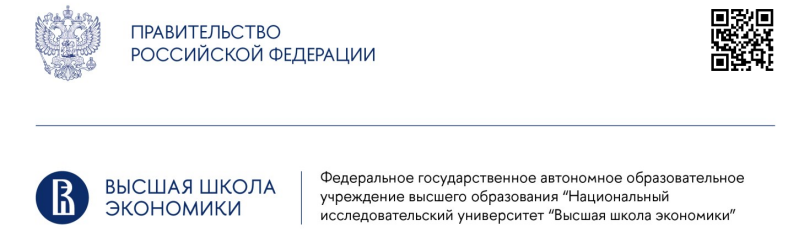 ПРАВИТЕЛЬСТВО
РОССИЙСКОЙ ФЕДЕРАЦИИ
ВЫСШАЯ ШКОЛА
ЭКОНОМИКИ
Федеральное государственное автономное образовательное
учреждение высшего образования “Национальный
исследовательский университет “Высшая школа экономики”